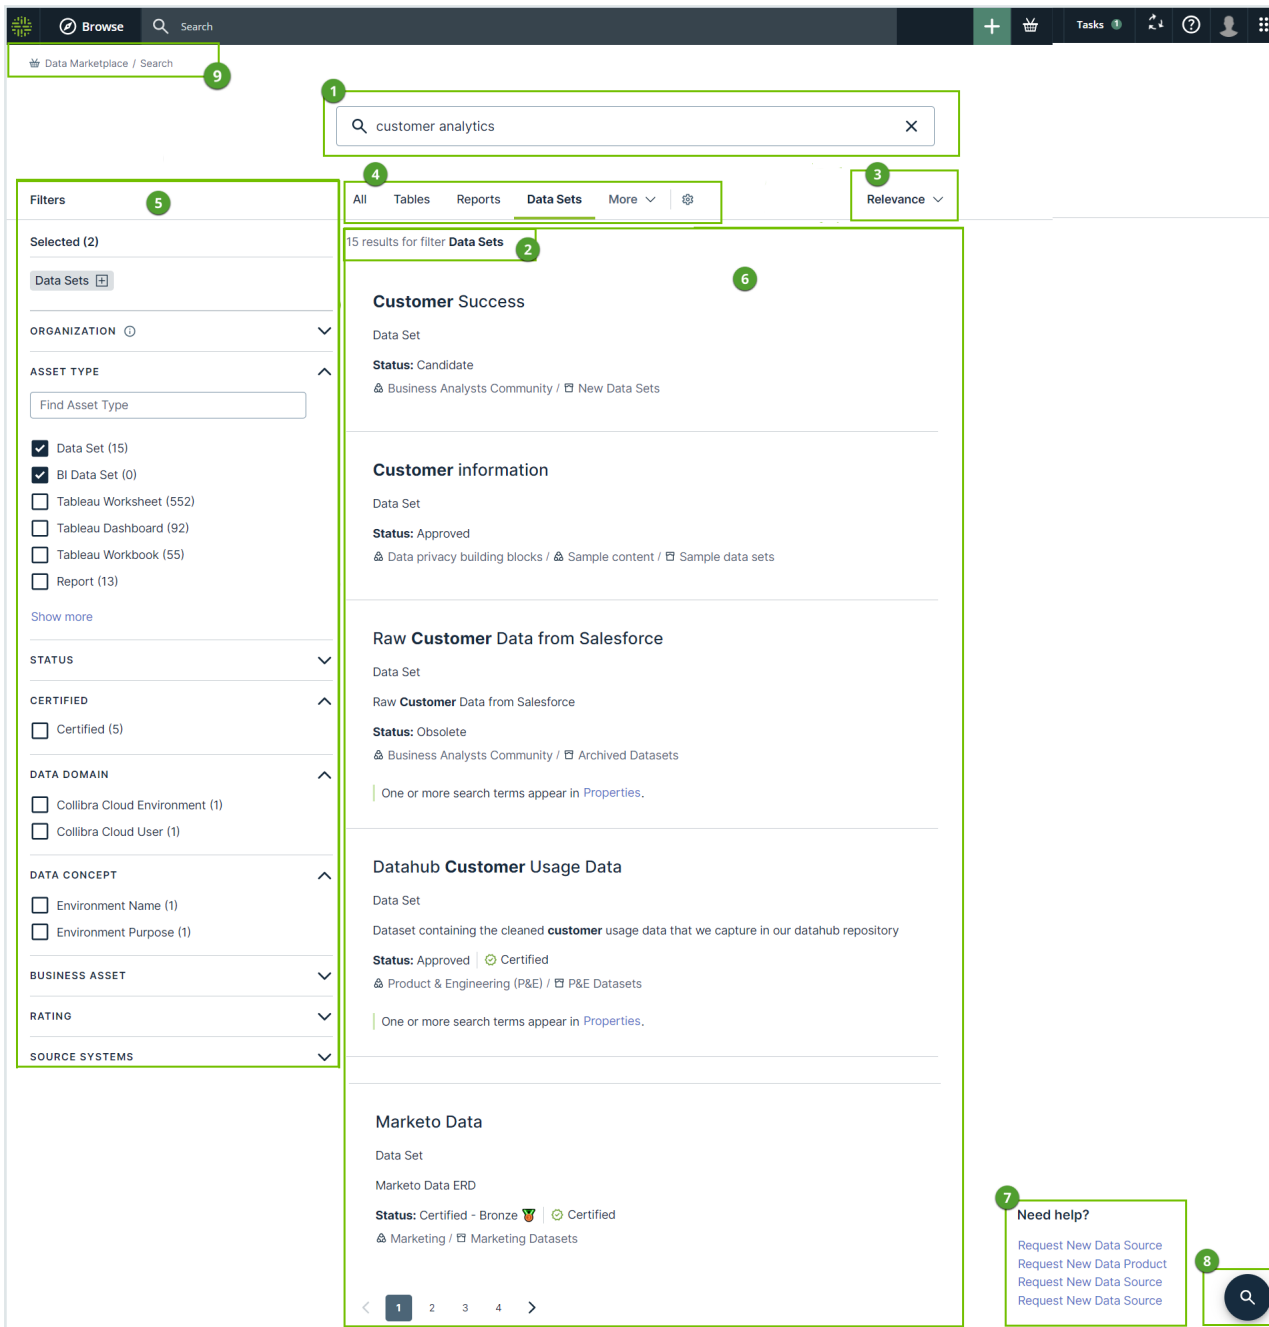 Browse
Search
Tasks 1
Data Marketplace / Search
9
1
customer analytics
4
3
5
Filters
All Tables Reports Data Sets More
Relevance
Selected (2)
15 results for filter Data Sets
2
6
Data Sets
ORGANIZATION
ASSET TYPE
Find Asset Type
Data Set (15)
BI Data Set (0)
Tableau Worksheet (552)
Tableau Dashboard (92)
Tableau Workbook (55)
Report (13)
Show more
STATUS
CERTIFIED
Certified (5)
DATA DOMAIN
Collibra Cloud Environment (1)
Collibra Cloud User (1)
DATA CONCEPT
Environment Name (1)
Environment Purpose (1)
BUSINESS ASSET
RATING
SOURCE SYSTEMS
Customer Success
Data Set
Status: Candidate
Business Analysts Community / New Data Sets
Customer information
Data Set
Status: Approved
Data privacy building blocks / Sample content / Sample data sets
Raw Customer Data from Salesforce
Data Set
Raw Customer Data from Salesforce
Status: Obsolete
Business Analysts Community / Archived Datasets
One or more search terms appear in Properties.
Datahub Customer Usage Data
Data Set
Dataset containing the cleaned customer usage data that we capture in our datahub repository
Status: Approved Certified
Product & Engineering (P&E) / P&E Datasets
One or more search terms appear in Properties.
Marketo Data
Data Set
Marketo Data ERD
Status: Certified - Bronze Certified
Marketing / Marketing Datasets
1 2 3 4
7
Need help?
Request New Data Source
Request New Data Product
Request New Data Source
Request New Data Source
8